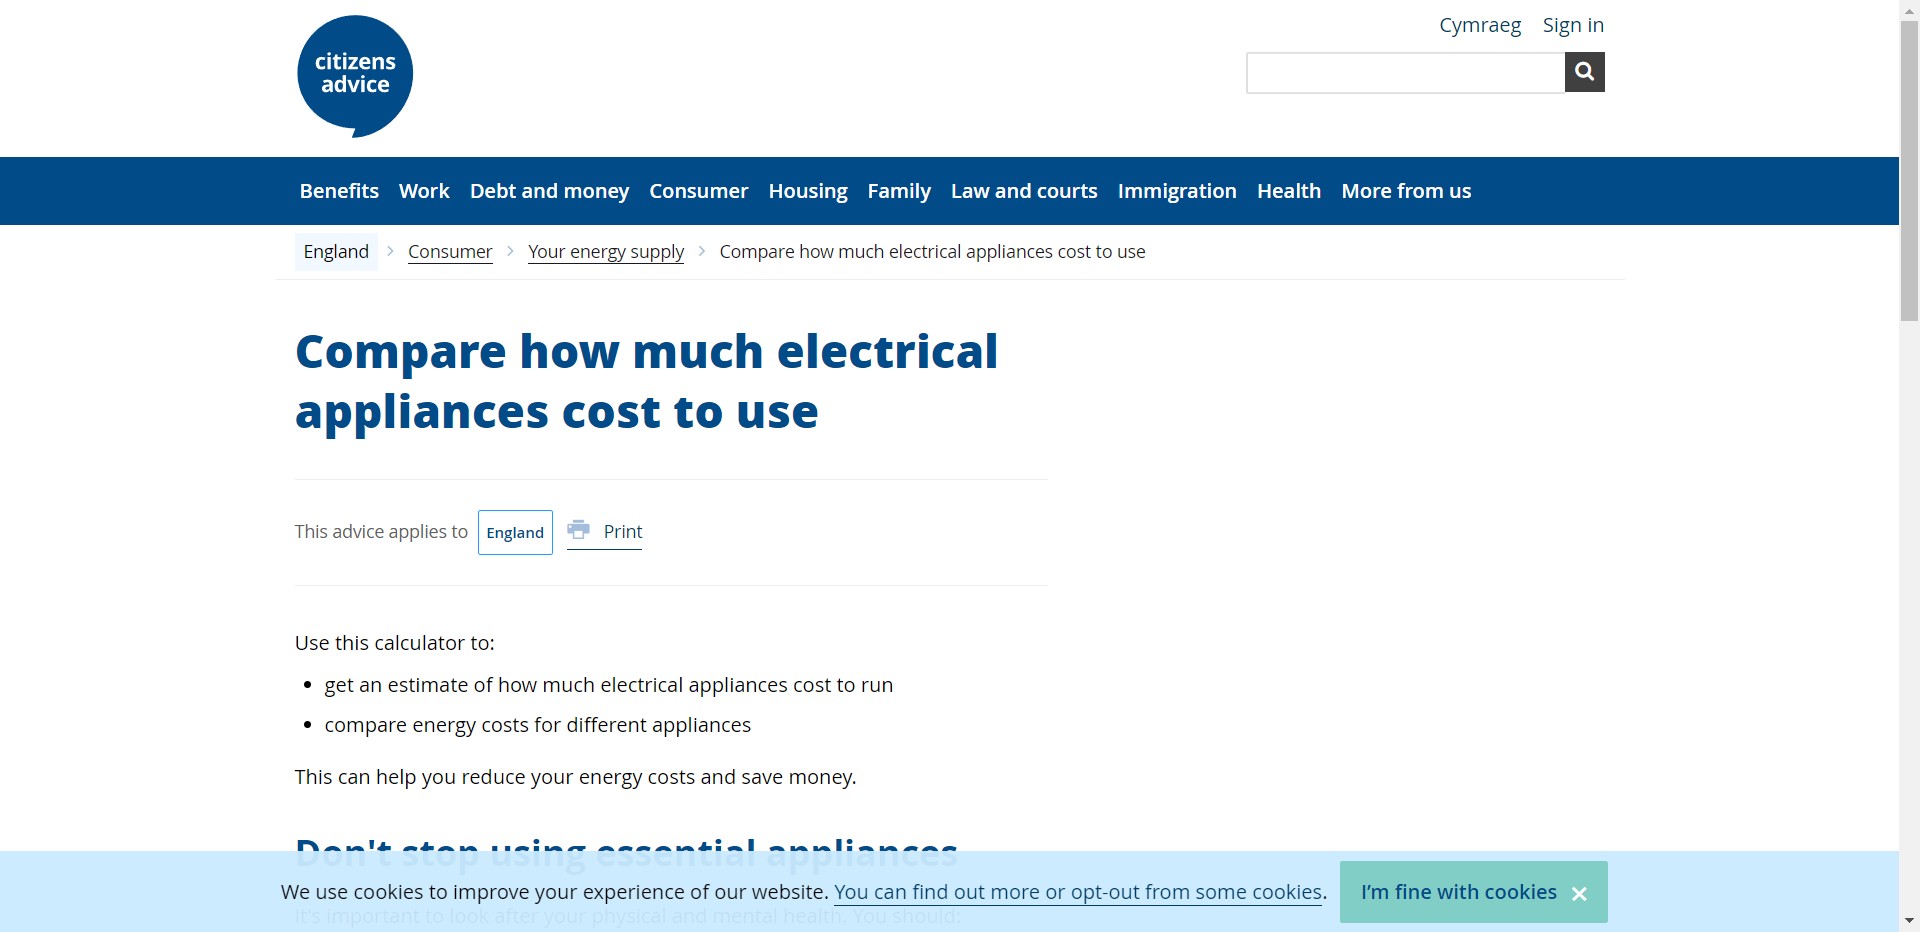 citizens
advice
Cymraeg Sign in
Benefits Work Debt and money Consumer Housing Family Law and courts Immigration Health More from us
England Consumer Your energy supply Compare how much electrical appliances cost to use
Compare how much electrical
appliances cost to use
This advice applies to England Print
Use this calculator to:
• get an estimate of how much electrical appliances cost to run
• compare energy costs for different appliances
This can help you reduce your energy costs and save money.
Don't stop using essential appliances
We use cookies to improve your experience of our website. You can find out more or opt-out from some cookies. I'm fine with cookies
It's important to look after your physical and mental health. You should: